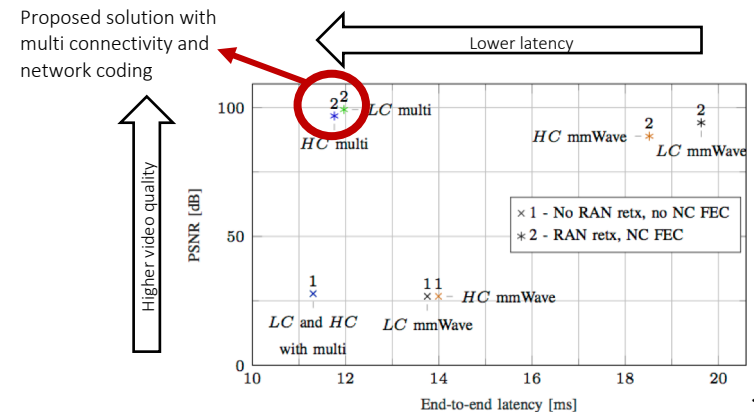 Proposed solution with
multi connectivity and
network coding
Lower latency
Higher video quality
PSNR [dB]
100
50
0
2 2
LC multi
HC multi
2
HC mmWave
2
LC mmWave
× 1 - No RAN retx, no NC FEC
* 2 - RAN retx, NC FEC
1
LC and HC
with multi
1 1
HC mmWave
LC mmWave
10 12 14 16 18 20
End-to-end latency [ms]